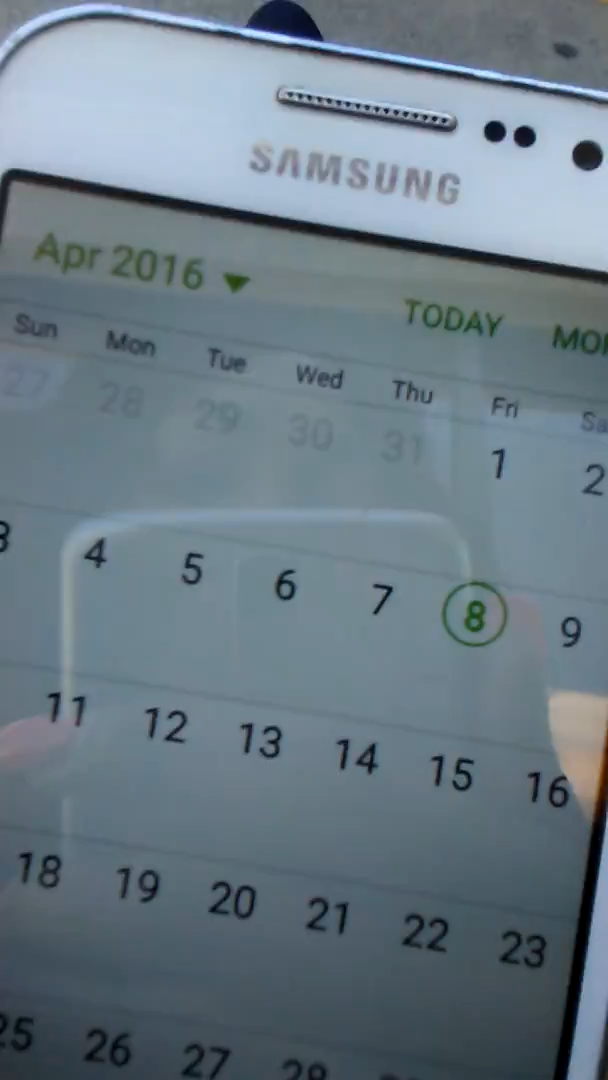 SAMSUNG
Apr 2016 TODAY
Sun Mon Tue Wed Thu Fri
27 28 29 30 31 1 2
4 5 6 7 8 9
11 12 13 14 15 16
18 19 20 21 22 23
25 26 27 28